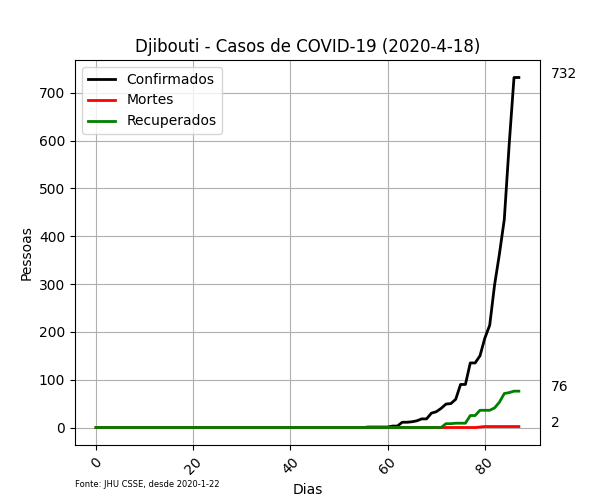 Djibouti - Casos de COVID-19 (2020-4-18)
Confirmados
Mortes
Recuperados
732
76
2
Pessoas
700
600
500
400
300
200
100
0
0
20
40
60
80
Dias
Fonte: JHU CSSE, desde 2020-1-22